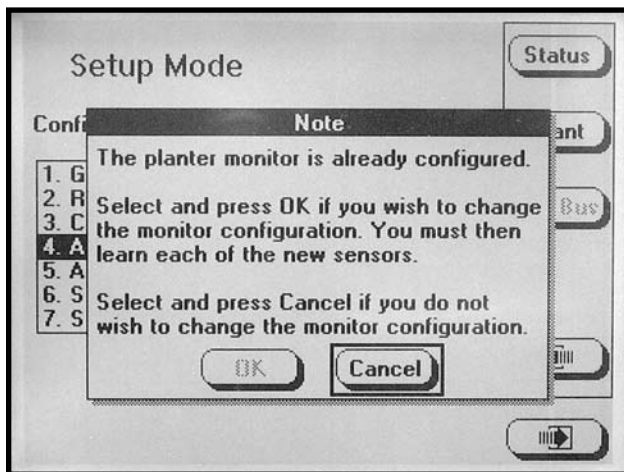 Setup Mode
Status
Note
The planter monitor is already configured.
1. G
2. R
Select and press OK if you wish to change
Bus
3. C
the monitor configuration. You must then
4. A
learn each of the new sensors.
5. A
6. S
Select and press Cancel if you do not
7. S
wish to change the monitor configuration.
OK
Cancel